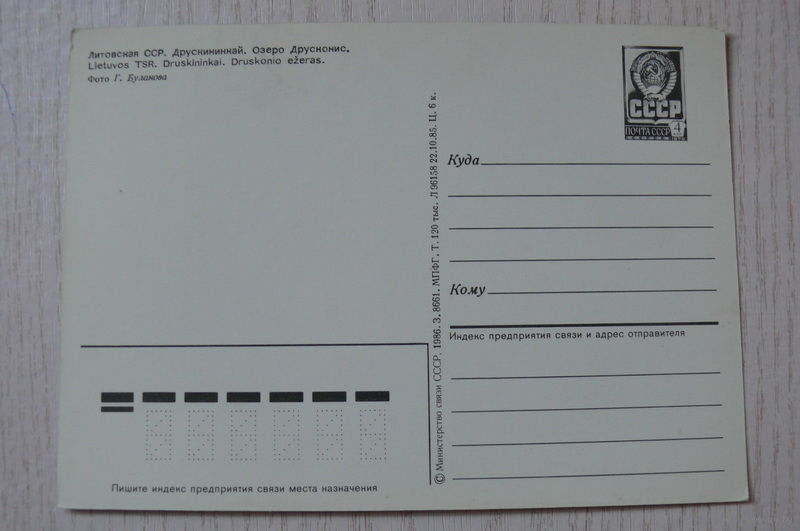 Литовская ССР. Друскининкай. Озеро Друсконис.
Lietuvos TSR. Druskininkai. Druskonio ežeras.
Фото Г. Буланова
СССР
ПОЧТА СССР
4
Куда
Кому
Индекс предприятия связи и адрес отправителя
© Министерство связи СССР, 1986. З. 8661. МПФГ. Т. 120 тыс. Л 96158 22.10.85. Ц. 6 к.
Пишите индекс предприятия связи места назначения